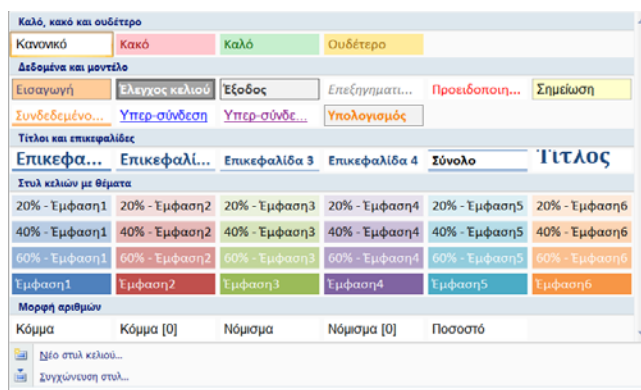 Καλό, κακό και ουδέτερο
Κανονικό Κακό Καλό Ουδέτερο
Δεδομένα και μοντέλο
Εισαγωγή Έλεγχος κελιού Έξοδος Επεξηγηματι... Προειδοποιη... Σημείωση
Συνδεδεμένο... Υπερ-σύνδεση Υπερ-σύνδε... Υπολογισμός
Τίτλοι και επικεφαλίδες
Επικεφα... Επικεφαλί... Επικεφαλίδα 3 Επικεφαλίδα 4 Σύνολο Τίτλος
Στυλ κελιών με θέματα
20% - Έμφαση1 20% - Έμφαση2 20% - Έμφαση3 20% - Έμφαση4 20% - Έμφαση5 20% - Έμφαση6
40% - Έμφαση1 40% - Έμφαση2 40% - Έμφαση3 40% - Έμφαση4 40% - Έμφαση5 40% - Έμφαση6
60% - Έμφαση1 60% - Έμφαση2 60% - Έμφαση3 60% - Έμφαση4 60% - Έμφαση5 60% - Έμφαση6
Έμφαση1 Έμφαση2 Έμφαση3 Έμφαση4 Έμφαση5 Έμφαση6
Μορφή αριθμών
Κόμμα Κόμμα [0] Νόμισμα Νόμισμα [0] Ποσοστό
Νέο στυλ κελιού...
Συγχώνευση στυλ...